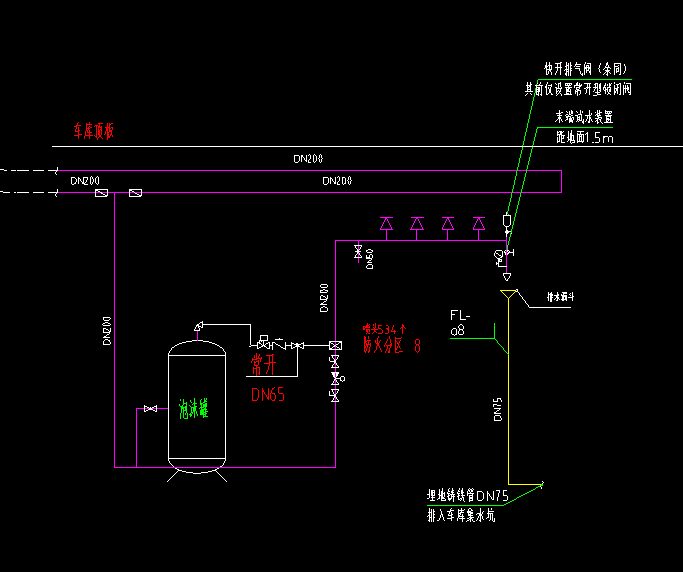 快开排气阀（余同）
其前仅设置常开型锁闭阀
末端试水装置
距地面1.5m
车库顶板
DN200
DN200
DN200
DN50
DN200
排水漏斗
FL-
a8
喷头534个
防火分区 8
DN200
常开
DN65
泡沫罐
DN75
埋地铸铁管DN75
排入车库集水坑